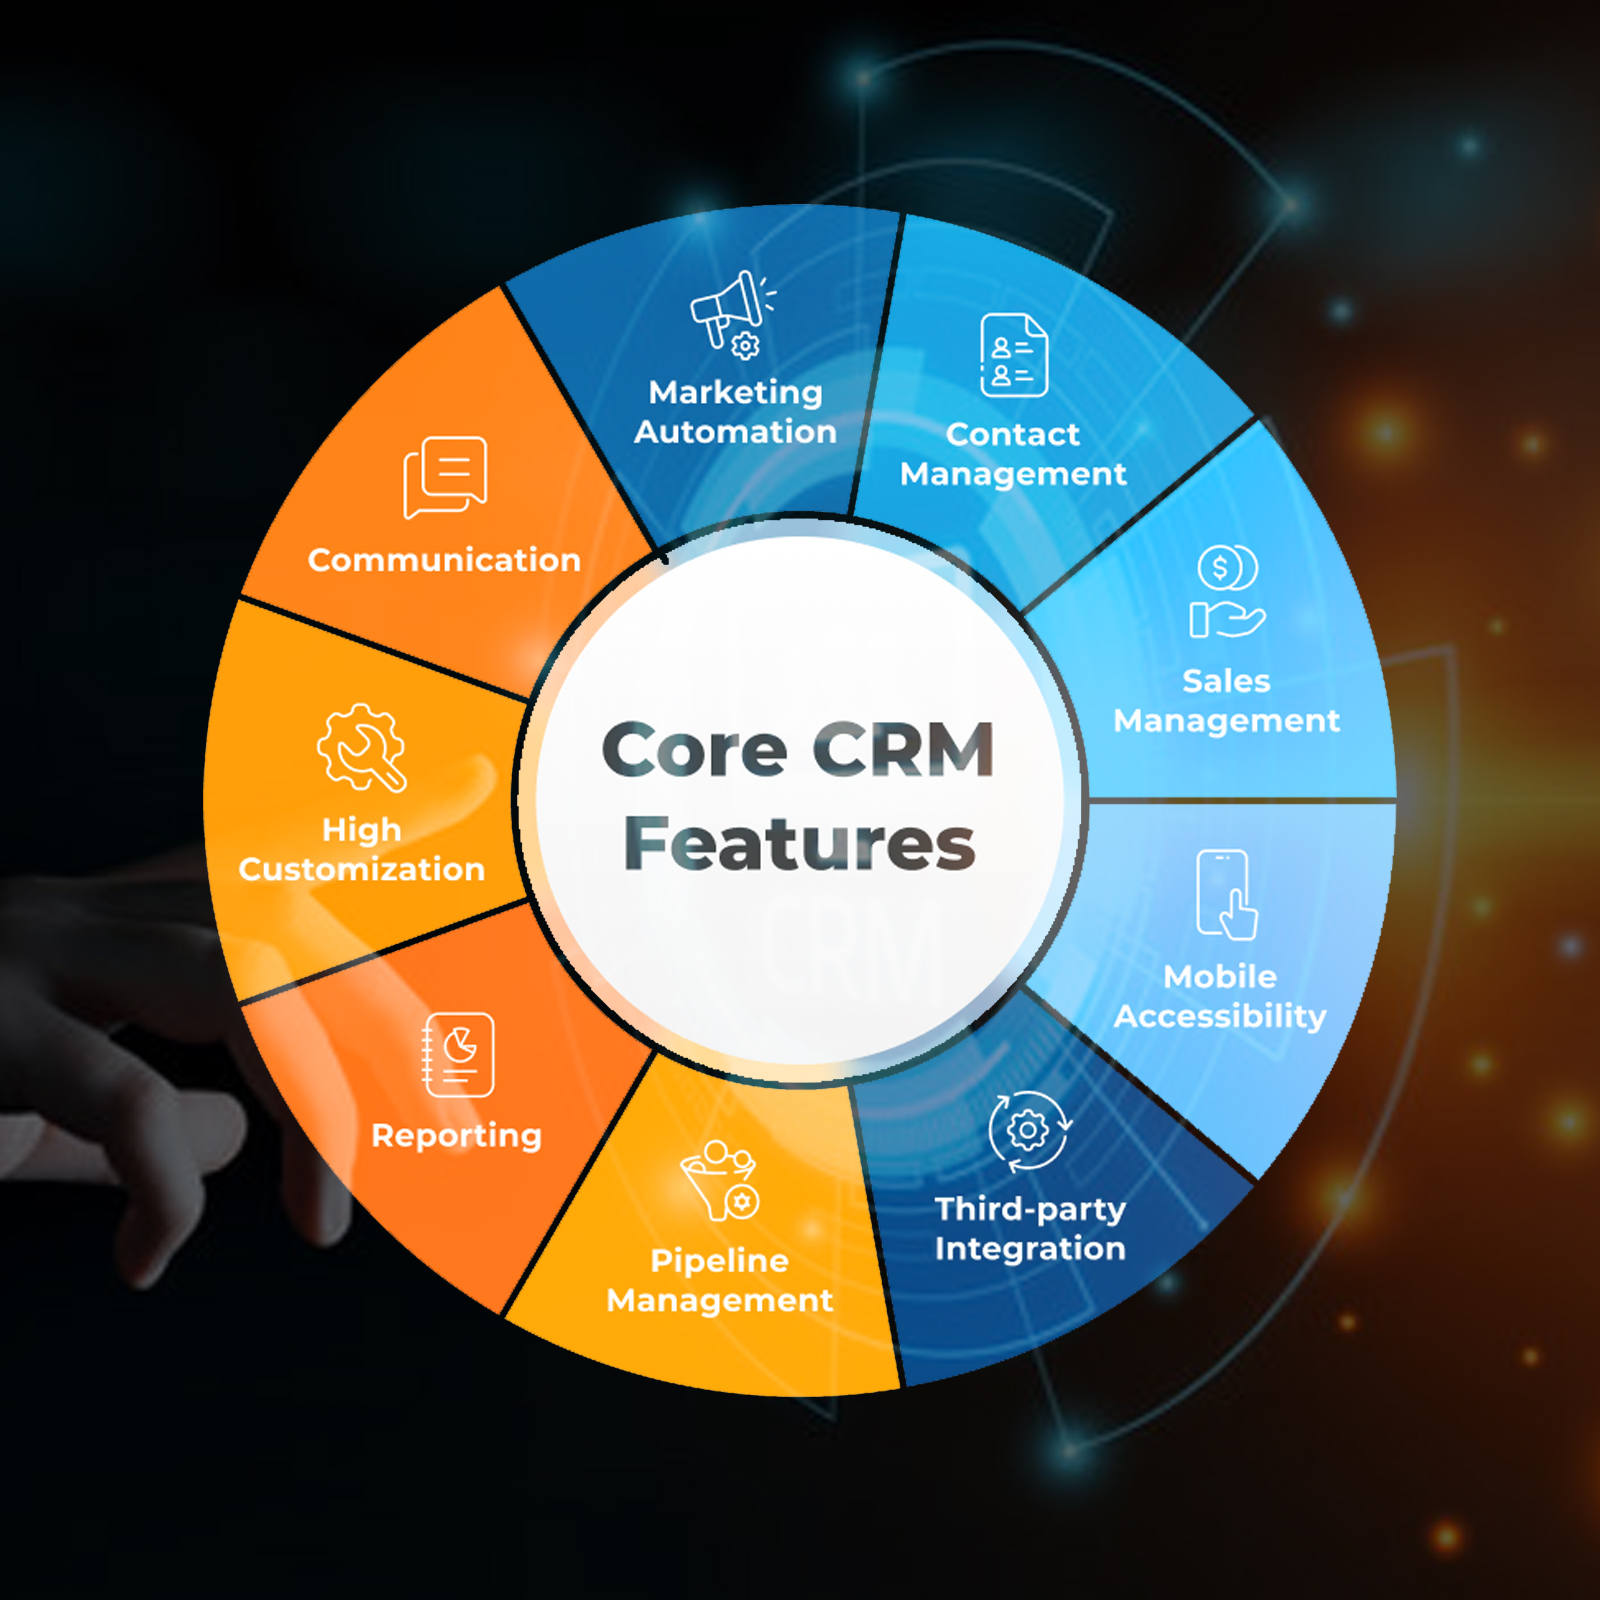 Core CRM
Features
Marketing
Automation
Contact
Management
Sales
Management
Mobile
Accessibility
Third-party
Integration
Pipeline
Management
Reporting
High
Customization
Communication
CRM